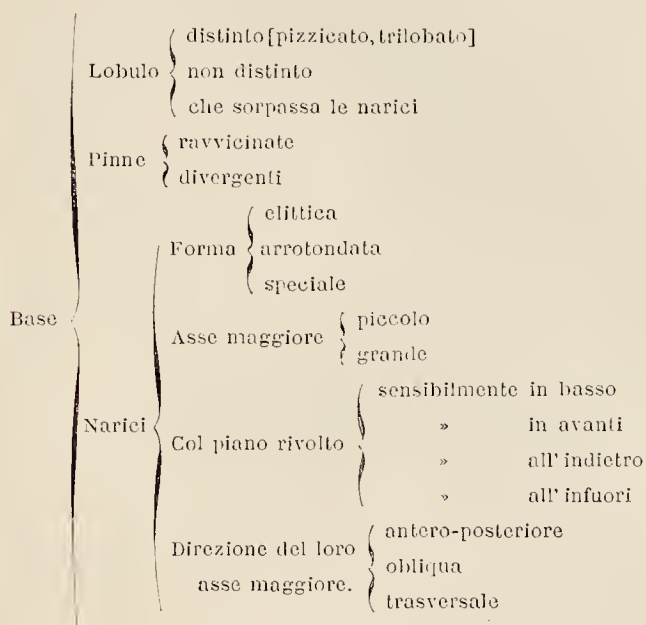 distinto [pizzicato, trilobato]
Lobulo
non distinto
che sorpassa le narici
Pinne
ravvicinate
divergenti
Base
Narici
Forma
elittica
arrotondata
speciale
Asse maggiore
piccolo
grande
Col piano rivolto
sensibilmente in basso
» in avanti
» all' indietro
» all' infuori
Direzione del loro
asse maggiore.
antero-posteriore
obliqua
trasversale